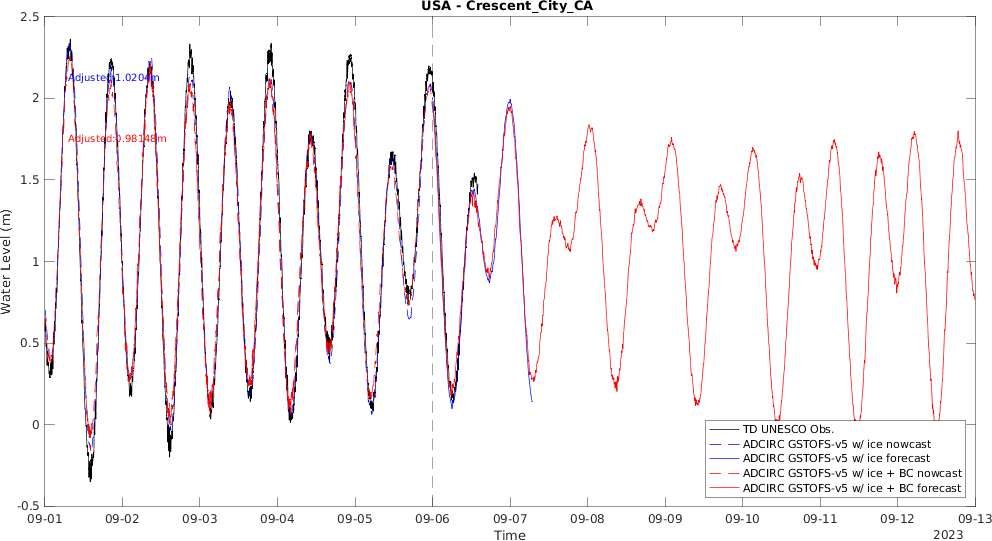 USA - Crescent_City_CA
2.5
2
1.5
1
0.5
0
-0.5
Water Level (m)
Adjusted:1.0204m
Adjusted:0.98148m
TD UNESCO Obs.
ADCIRC GSTOFS-v5 w/ ice nowcast
ADCIRC GSTOFS-v5 w/ ice forecast
ADCIRC GSTOFS-v5 w/ ice + BC nowcast
ADCIRC GSTOFS-v5 w/ ice + BC forecast
09-01 09-02 09-03 09-04 09-05 09-06 09-07 09-08 09-09 09-10 09-11 09-12 09-13
Time
2023